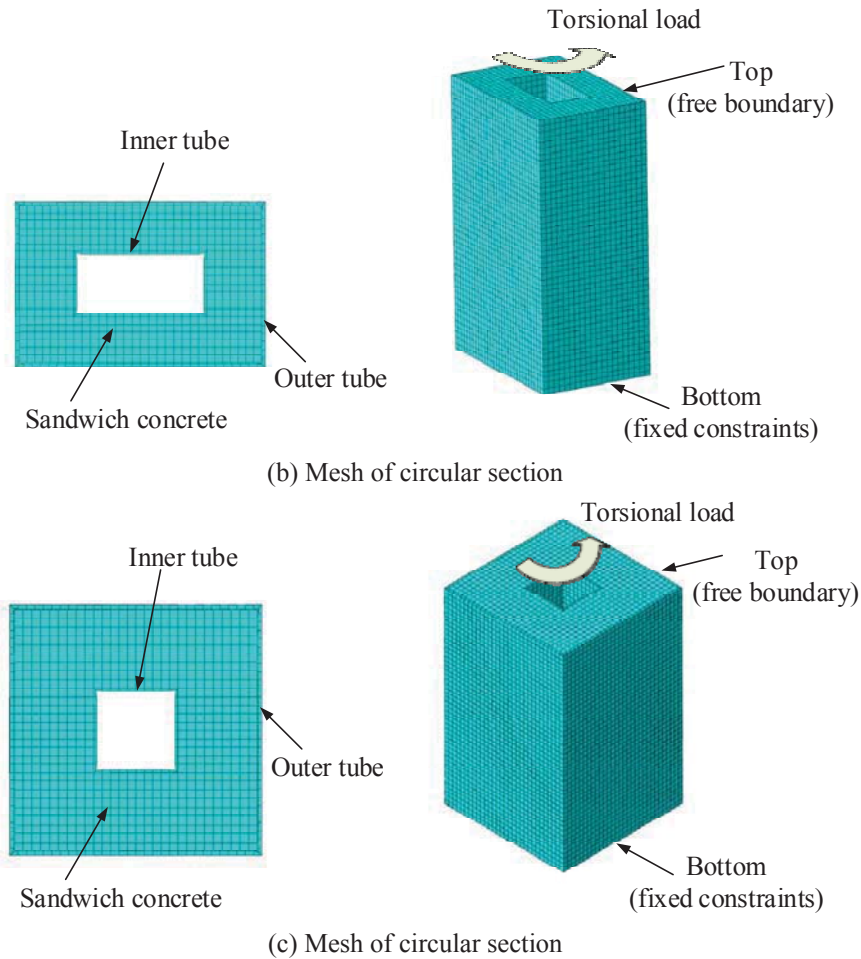 Torsional load
Top
(free boundary)
Inner tube
Outer tube
Sandwich concrete
Bottom
(fixed constraints)
(b) Mesh of circular section
Torsional load
Inner tube
Top
(free boundary)
Outer tube
Sandwich concrete
Bottom
(fixed constraints)
(c) Mesh of circular section